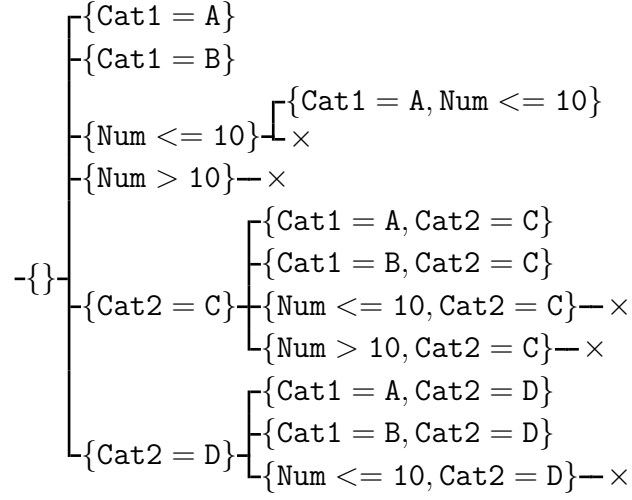 {Cat1 = A}
{Cat1 = B}
{Cat1 = A, Num <= 10}
{Num <= 10}
×
{Num > 10} ×
{Cat1 = A, Cat2 = C}
{Cat1 = B, Cat2 = C}
{}
{Cat2 = C}
{Num <= 10, Cat2 = C} ×
{Num > 10, Cat2 = C} ×
{Cat1 = A, Cat2 = D}
{Cat1 = B, Cat2 = D}
{Cat2 = D}
{Num <= 10, Cat2 = D} ×